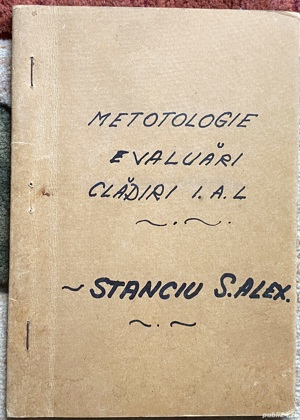 METOTOLOGIE
EVALUĂRI
CLĂDIRI I.A.L
~.~.
~ STANCIU S.ALEX.
~.~